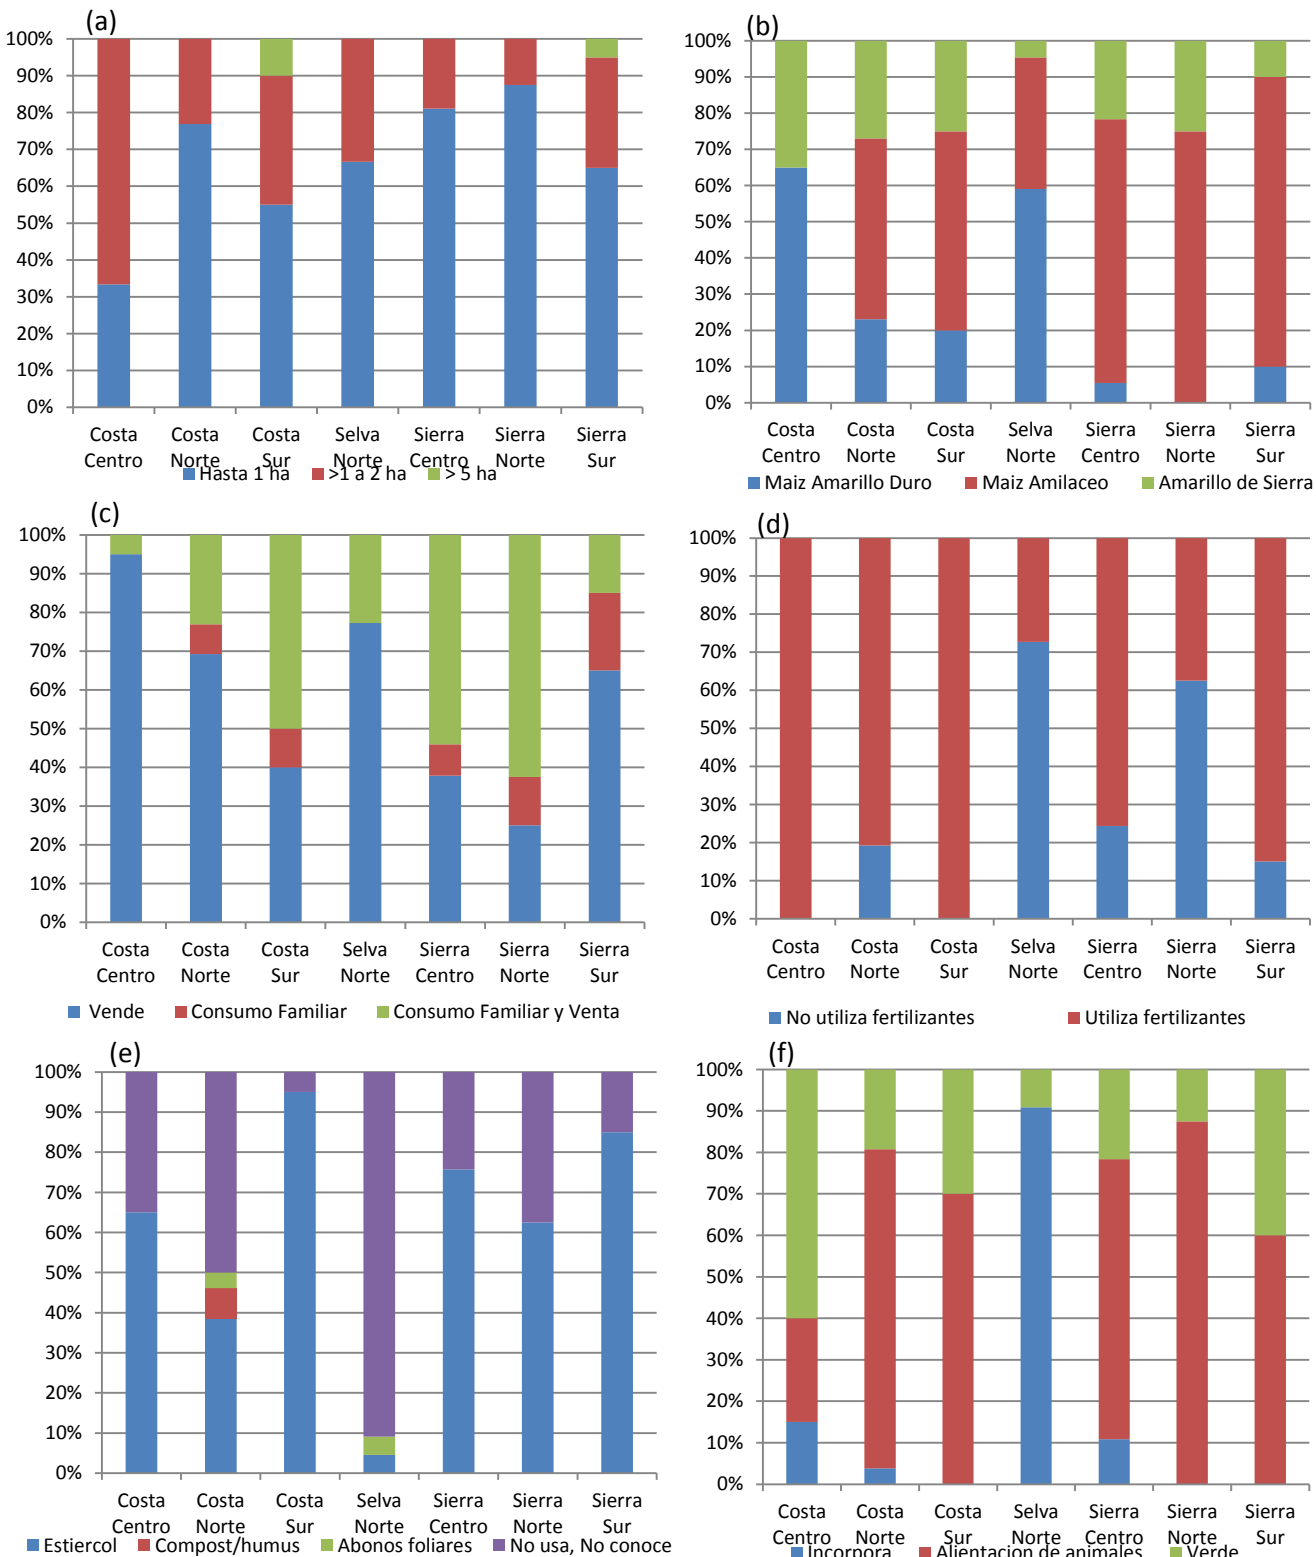 (a)
100%
90%
80%
70%
60%
50%
40%
30%
20%
10%
0%
Costa Centro
Costa Norte
Costa Sur
Selva Norte
Sierra Centro
Sierra Norte
Sierra Sur
Hasta 1 ha >1 a 2 ha > 5 ha
(b)
100%
90%
80%
70%
60%
50%
40%
30%
20%
10%
0%
Costa Centro
Costa Norte
Costa Sur
Selva Norte
Sierra Centro
Sierra Norte
Sierra Sur
Maiz Amarillo Duro Maiz Amilaceo Amarillo de Sierra
(c)
100%
90%
80%
70%
60%
50%
40%
30%
20%
10%
0%
Costa Centro
Costa Norte
Costa Sur
Selva Norte
Sierra Centro
Sierra Norte
Sierra Sur
Vende Consumo Familiar Consumo Familiar y Venta
(d)
100%
90%
80%
70%
60%
50%
40%
30%
20%
10%
0%
Costa Centro
Costa Norte
Costa Sur
Selva Norte
Sierra Centro
Sierra Norte
Sierra Sur
No utiliza fertilizantes Utiliza fertilizantes
(e)
100%
90%
80%
70%
60%
50%
40%
30%
20%
10%
0%
Costa Centro
Costa Norte
Costa Sur
Selva Norte
Sierra Centro
Sierra Norte
Sierra Sur
Estiercol Compost/humus Abonos foliares No usa, No conoce
(f)
100%
90%
80%
70%
60%
50%
40%
30%
20%
10%
0%
Costa Centro
Costa Norte
Costa Sur
Selva Norte
Sierra Centro
Sierra Norte
Sierra Sur
Incorpora Alientacion de animales Verde